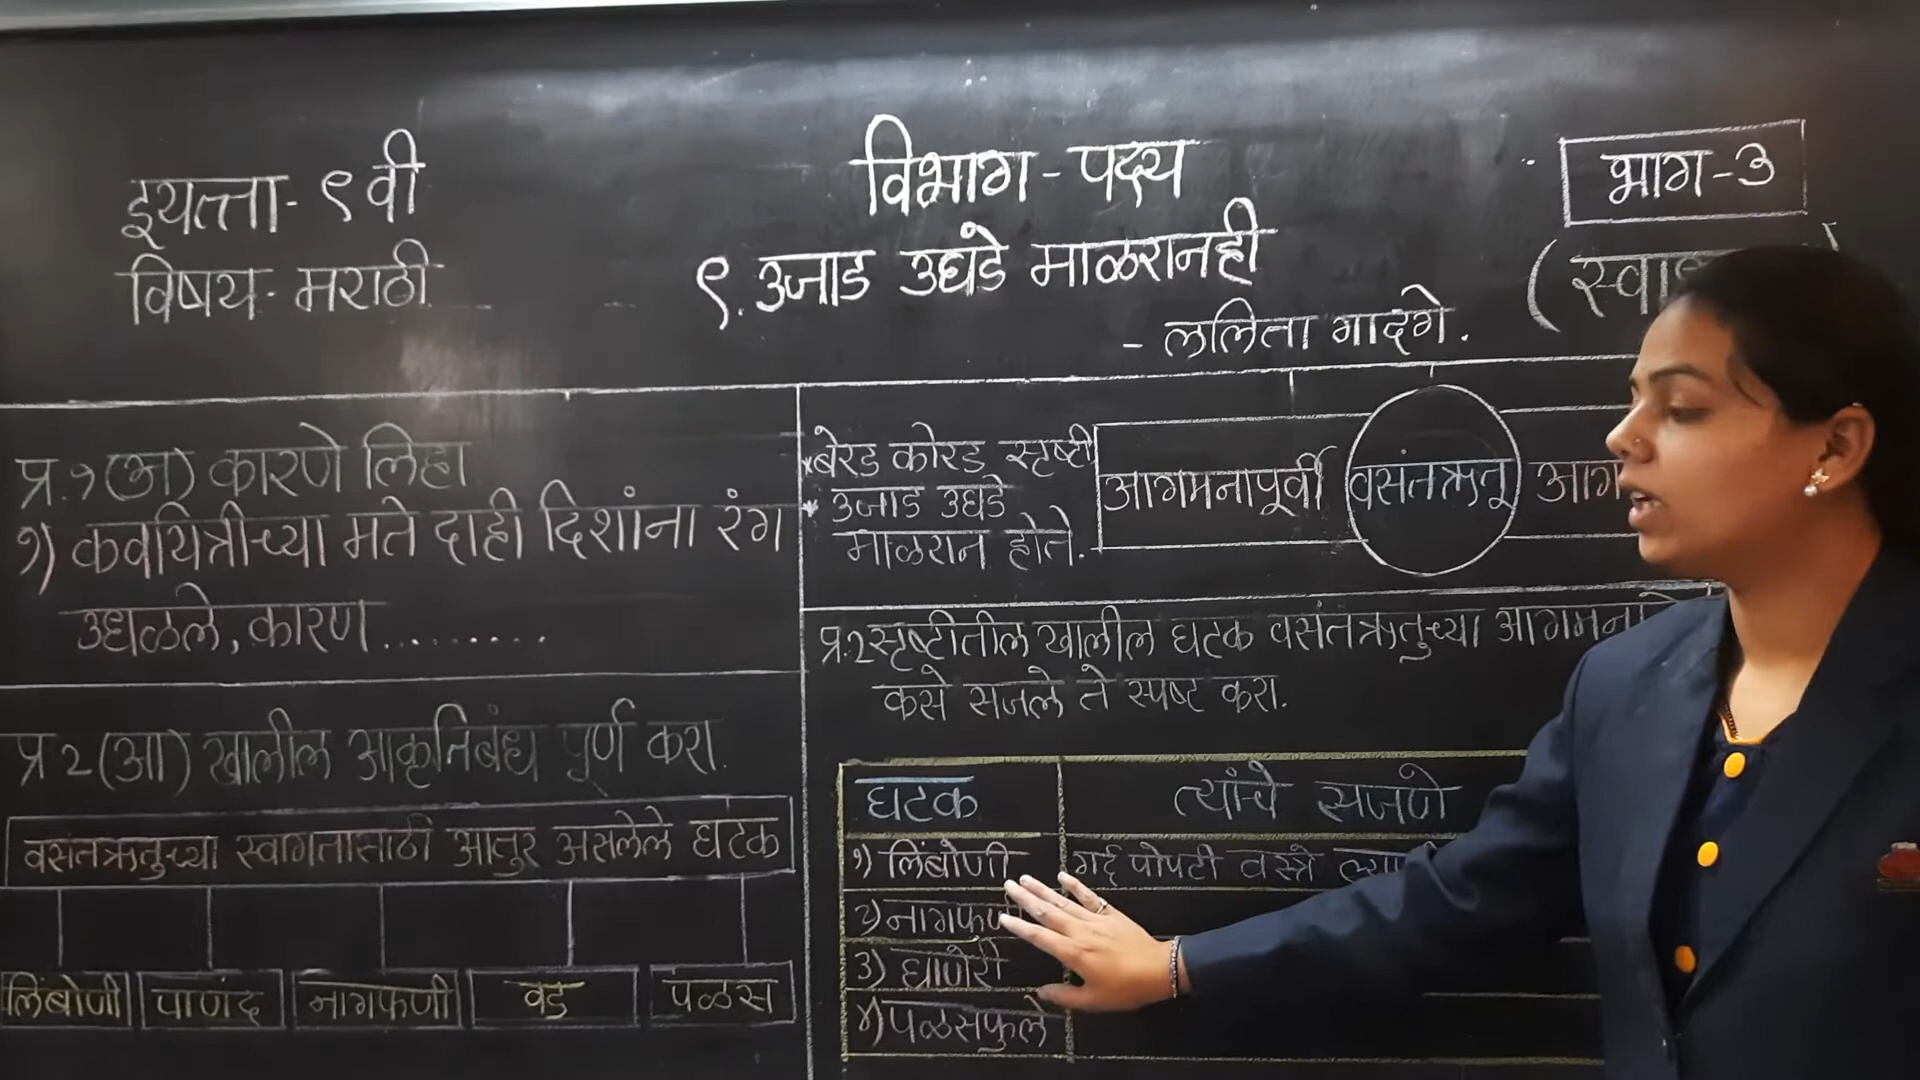 इयत्ता- ९वी
विषय- मराठी
विभाग - पद्य
९. उजाड उघडे माळरानही
- ललिता गादगे.
भाग-३
प्र.१(अ) कारणे लिहा.
१) कवयित्रीच्या मते दाही दिशांना रंग
उधळले, कारण.........
प्र २(आ) खालील आकृतिबंध पूर्ण करा.
वसंतऋतुच्या स्वागतासाठी आतुर असलेले घटक
लिंबोणी
पाणंद
नागफणी
वड
पळस
*बेरड कोरड सृष्टी
* उजाड उघडे
माळरान होते.
आगमनापूर्वी
वसंतऋतू
प्र.२ सृष्टीतील खालील घटक वसंतऋतुच्या
कसे सजले ते स्पष्ट करा.
घटक
त्यांचे सजणे
१) लिंबोणी
गर्द पोपटी वस्त्रे
२)
३) घाणेरी
४) पळसफुले